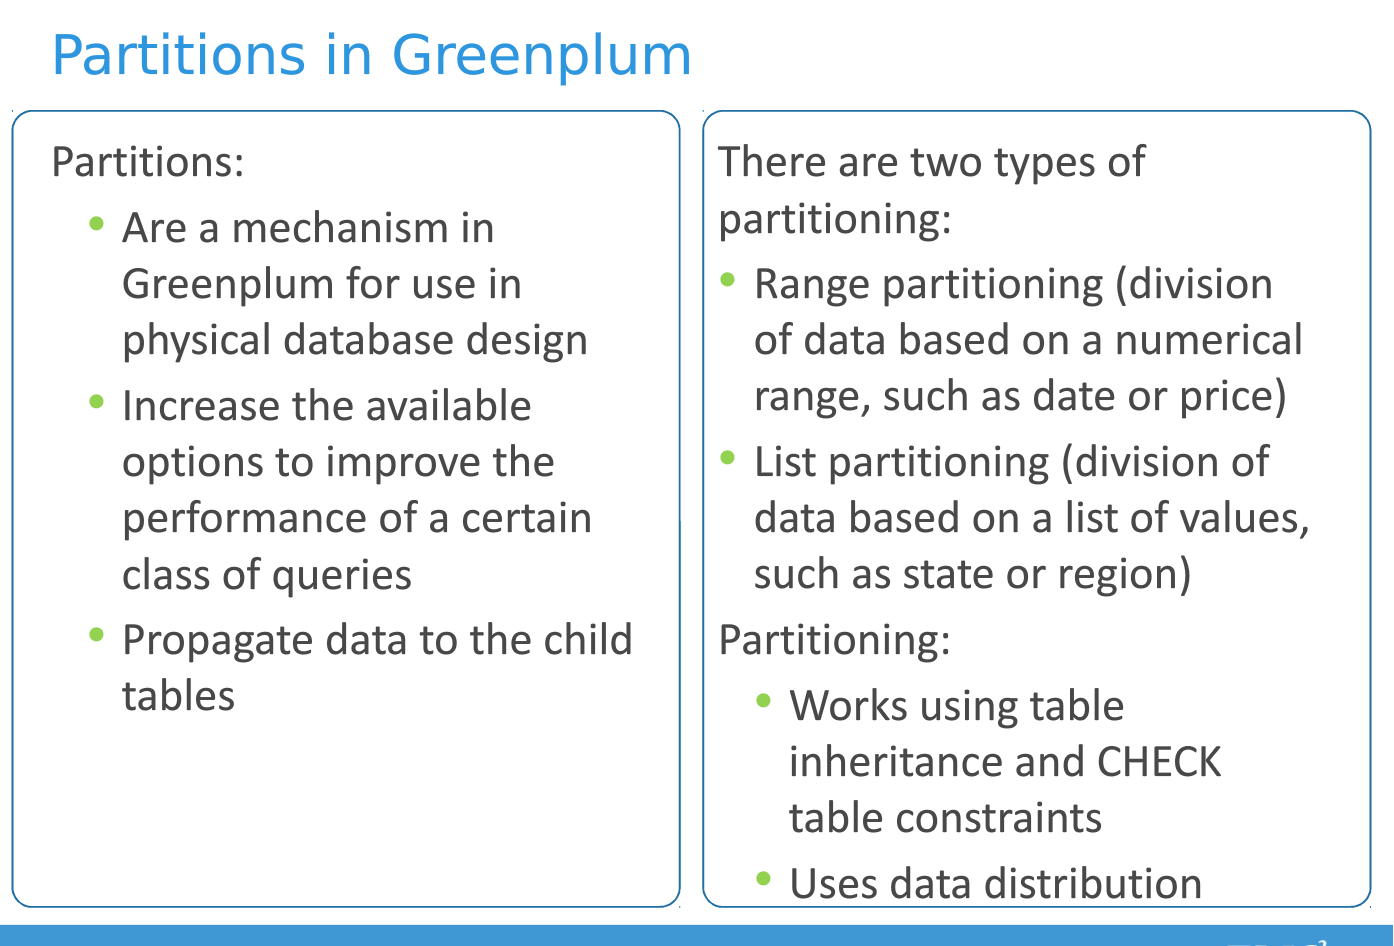 Partitions in Greenplum
Partitions:
• Are a mechanism in
Greenplum for use in
physical database design
• Increase the available
options to improve the
performance of a certain
class of queries
• Propagate data to the child
tables
There are two types of
partitioning:
• Range partitioning (division
of data based on a numerical
range, such as date or price)
• List partitioning (division of
data based on a list of values,
such as state or region)
Partitioning:
• Works using table
inheritance and CHECK
table constraints
• Uses data distribution